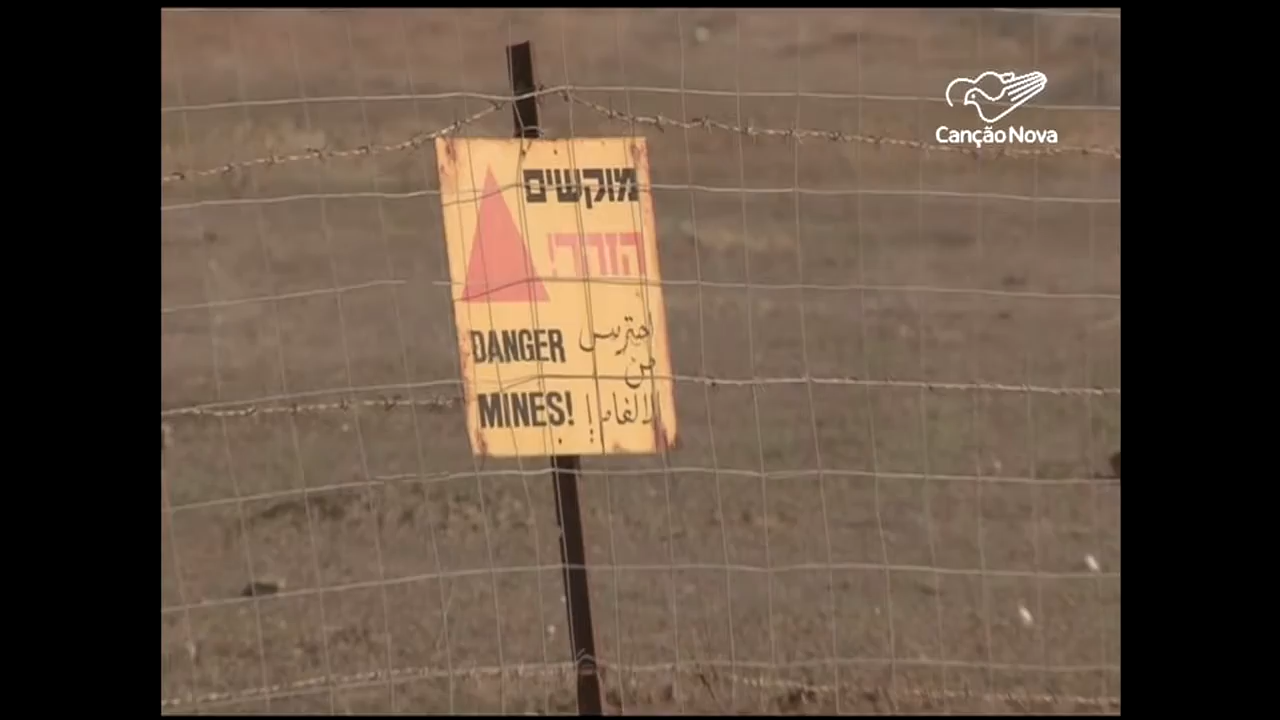 Canção Nova
מוקשים
הזהר!
DANGER
MINES!
احترس
من
الالغام!